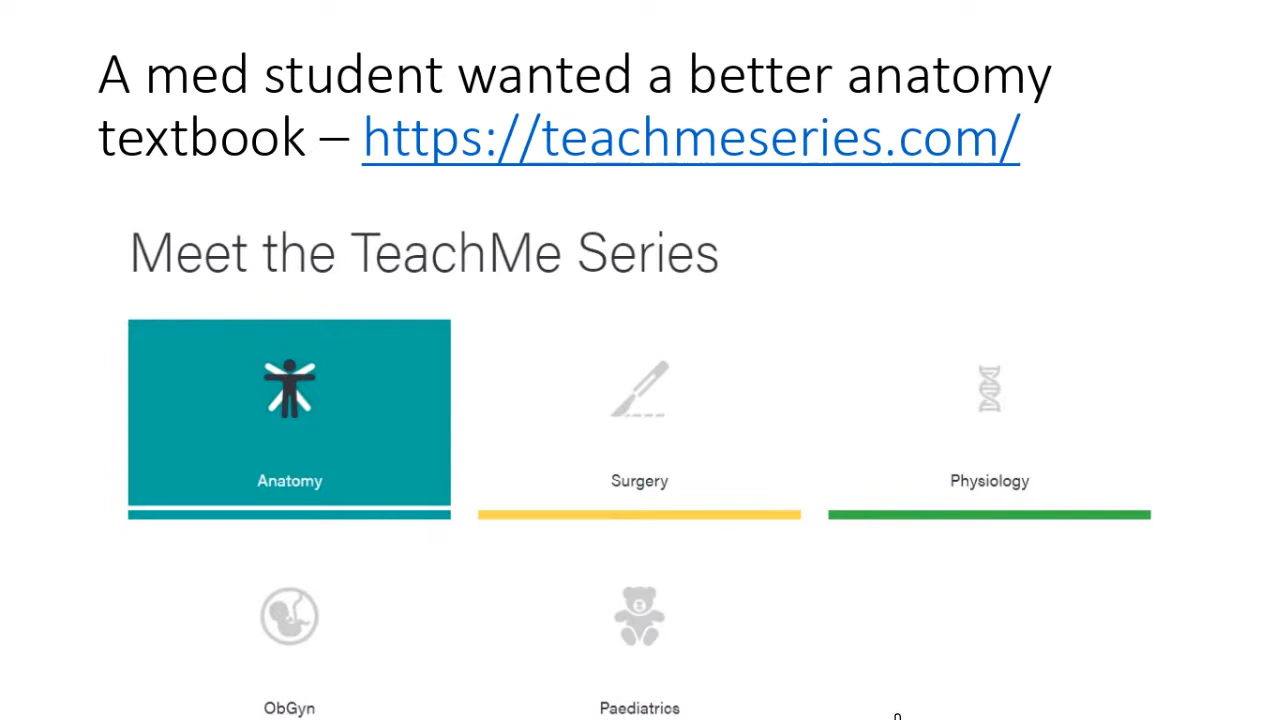 A med student wanted a better anatomy
textbook – https://teachmeseries.com/
Meet the TeachMe Series
Anatomy
Surgery
Physiology
ObGyn
Paediatrics